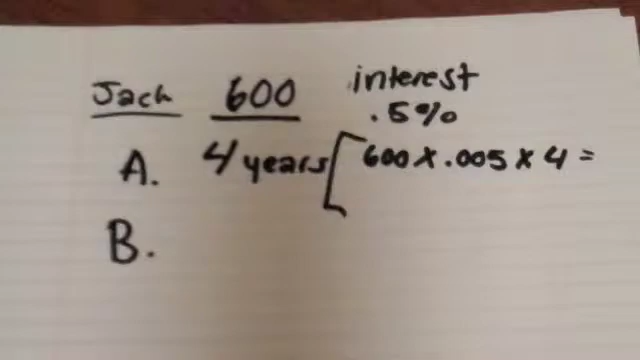 Jack 600 interest
.5%
A. 4 years [ 600 x .005 x 4 =
B.